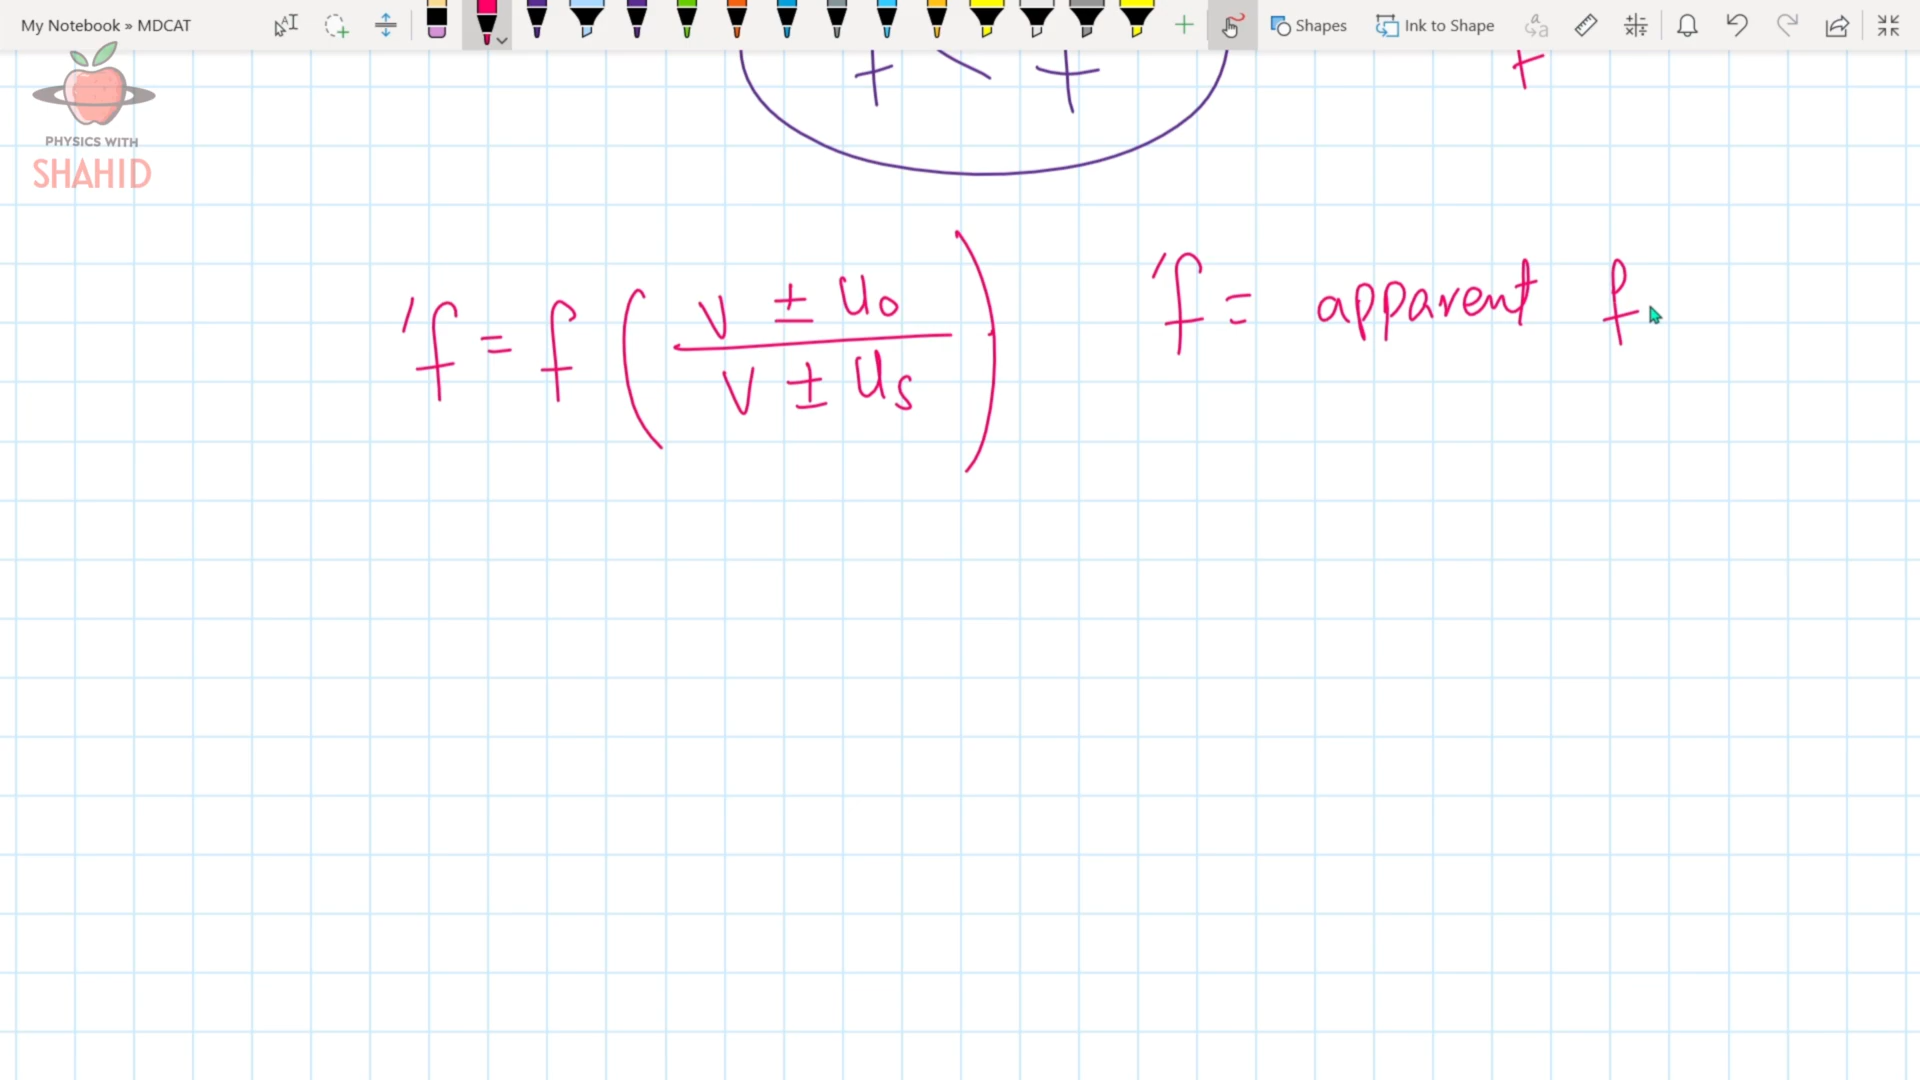 My Notebook » MDCAT
Shapes
Ink to Shape
PHYSICS WITH
SHAHID
f
f f
'f = f ( v ± u₀ / v ± uₛ )
'f = apparent f